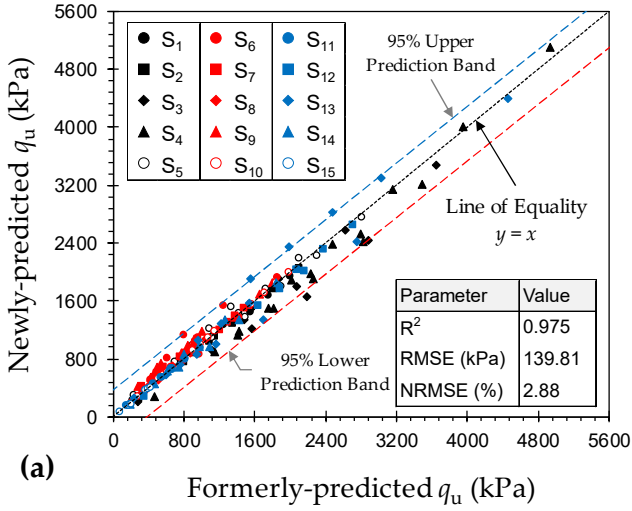 5600
4800
4000
3200
2400
1600
800
0
Newly-predicted qu (kPa)
S1 S6 S11
S2 S7 S12
S3 S8 S13
S4 S9 S14
S5 S10 S15
95% Upper
Prediction Band
Line of Equality
y = x
95% Lower
Prediction Band
Parameter Value
R2 0.975
RMSE (kPa) 139.81
NRMSE (%) 2.88
0 800 1600 2400 3200 4000 4800 5600
(a)
Formerly-predicted qu (kPa)